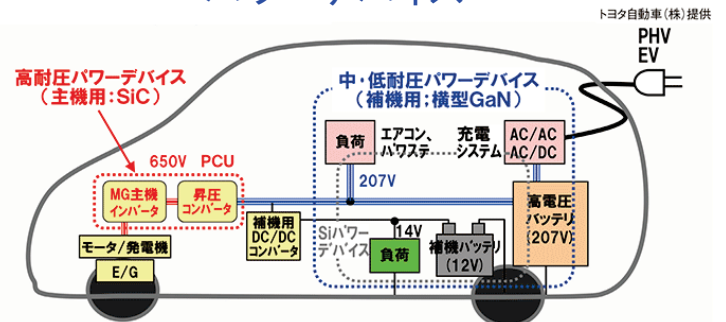 トヨタ自動車(株)提供
PHV
EV
高耐圧パワーデバイス
(主機用:SiC)
中・低耐圧パワーデバイス
(補機用:横型GaN)
650V PCU
MG主機
インバータ
昇圧
コンバータ
モータ/発電機
E/G
負荷
エアコン、
パワステ
充電
システム
AC/AC
AC/DC
207V
補機用
DC/DC
コンバータ
Siパワー
デバイス
14V
負荷
補機バッテリ
(12V)
高電圧
バッテリ
(207V)